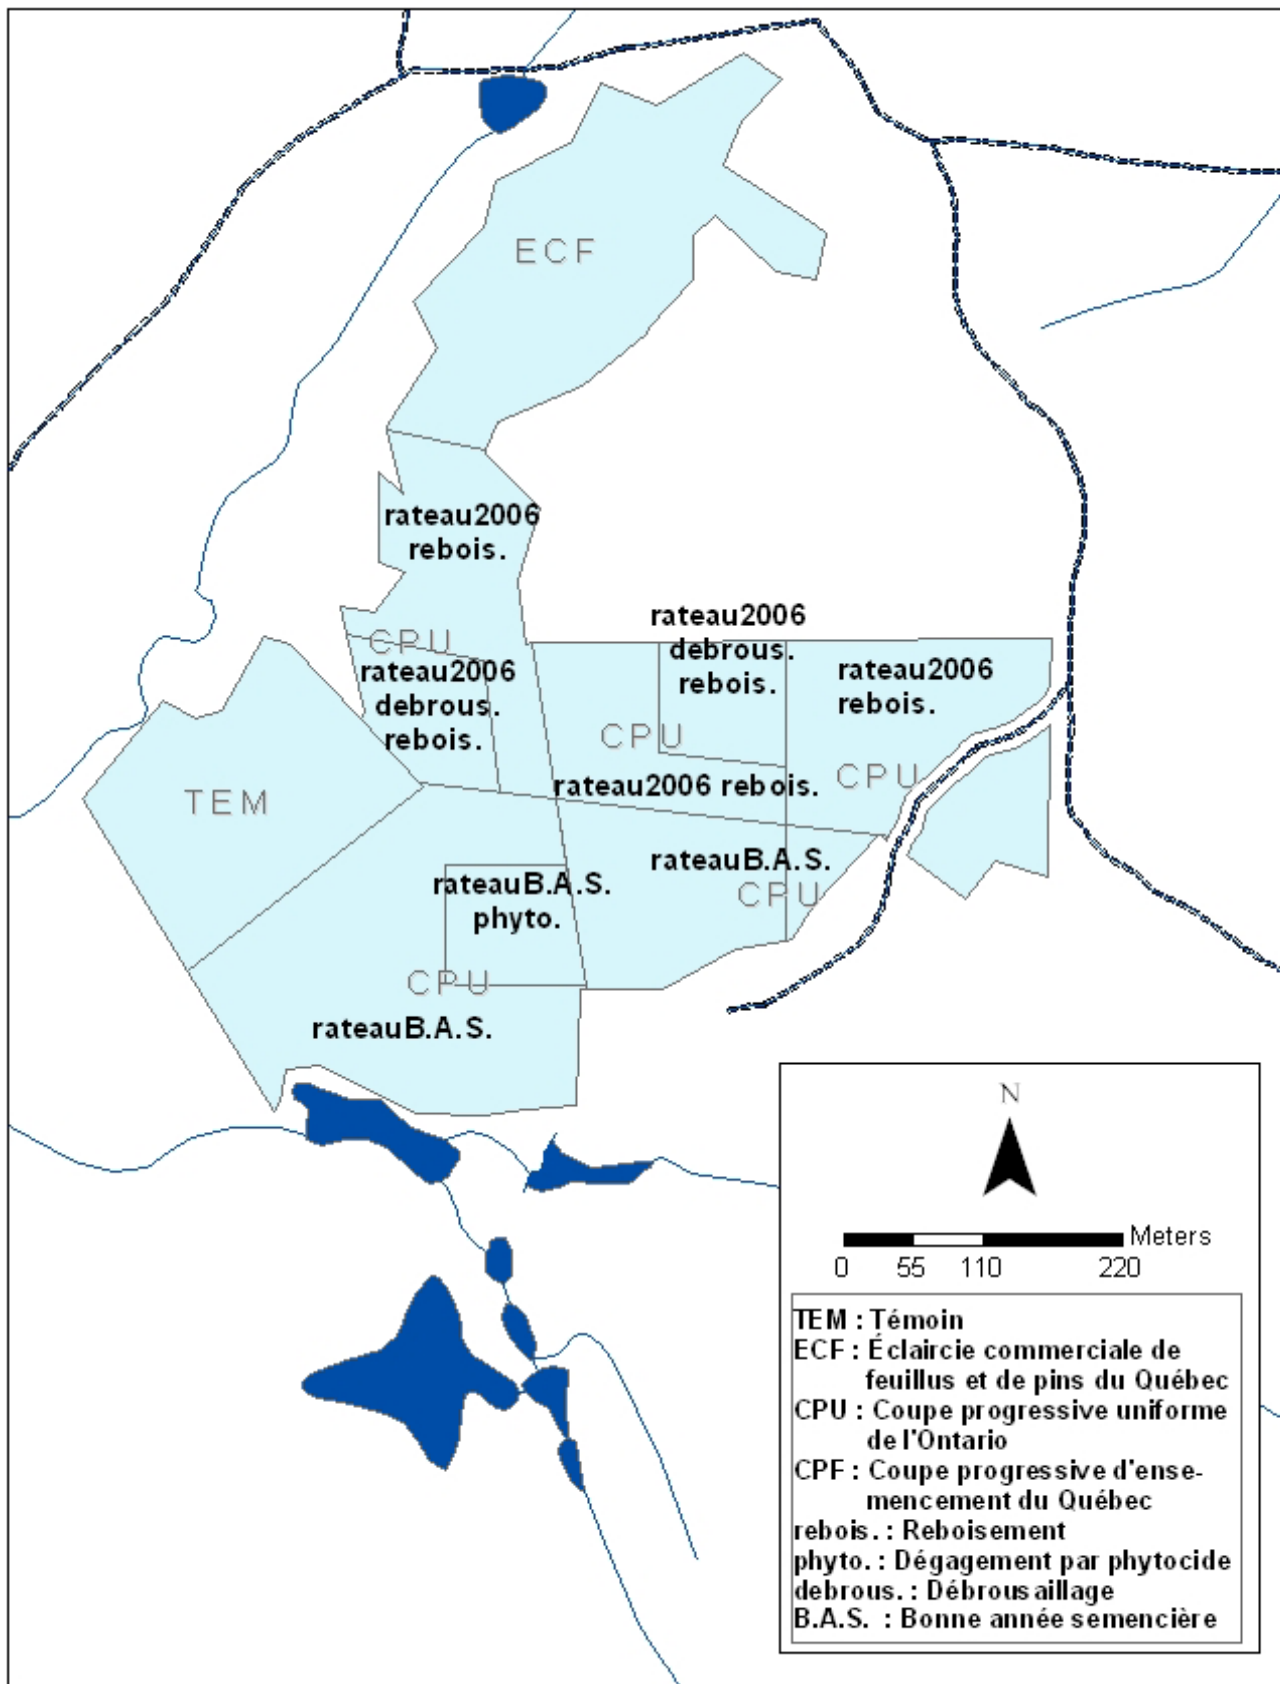 ECF
rateau2006
rebois.
CPU
rateau2006
debrous.
rebois.
rateau2006
debrous.
rebois.
rateau2006
rebois.
CPU
CPU
rateau2006 rebois.
TEM
rateauB.A.S.
CPU
rateauB.A.S.
phyto.
CPU
rateauB.A.S.
N
Meters
0 55 110 220
TEM : Témoin
ECF : Éclaircie commerciale de
feuillus et de pins du Québec
CPU : Coupe progressive uniforme
de l'Ontario
CPF : Coupe progressive d'ense-
mencement du Québec
rebois. : Reboisement
phyto. : Dégagement par phytocide
debrous. : Débrousaillage
B.A.S. : Bonne année semencière